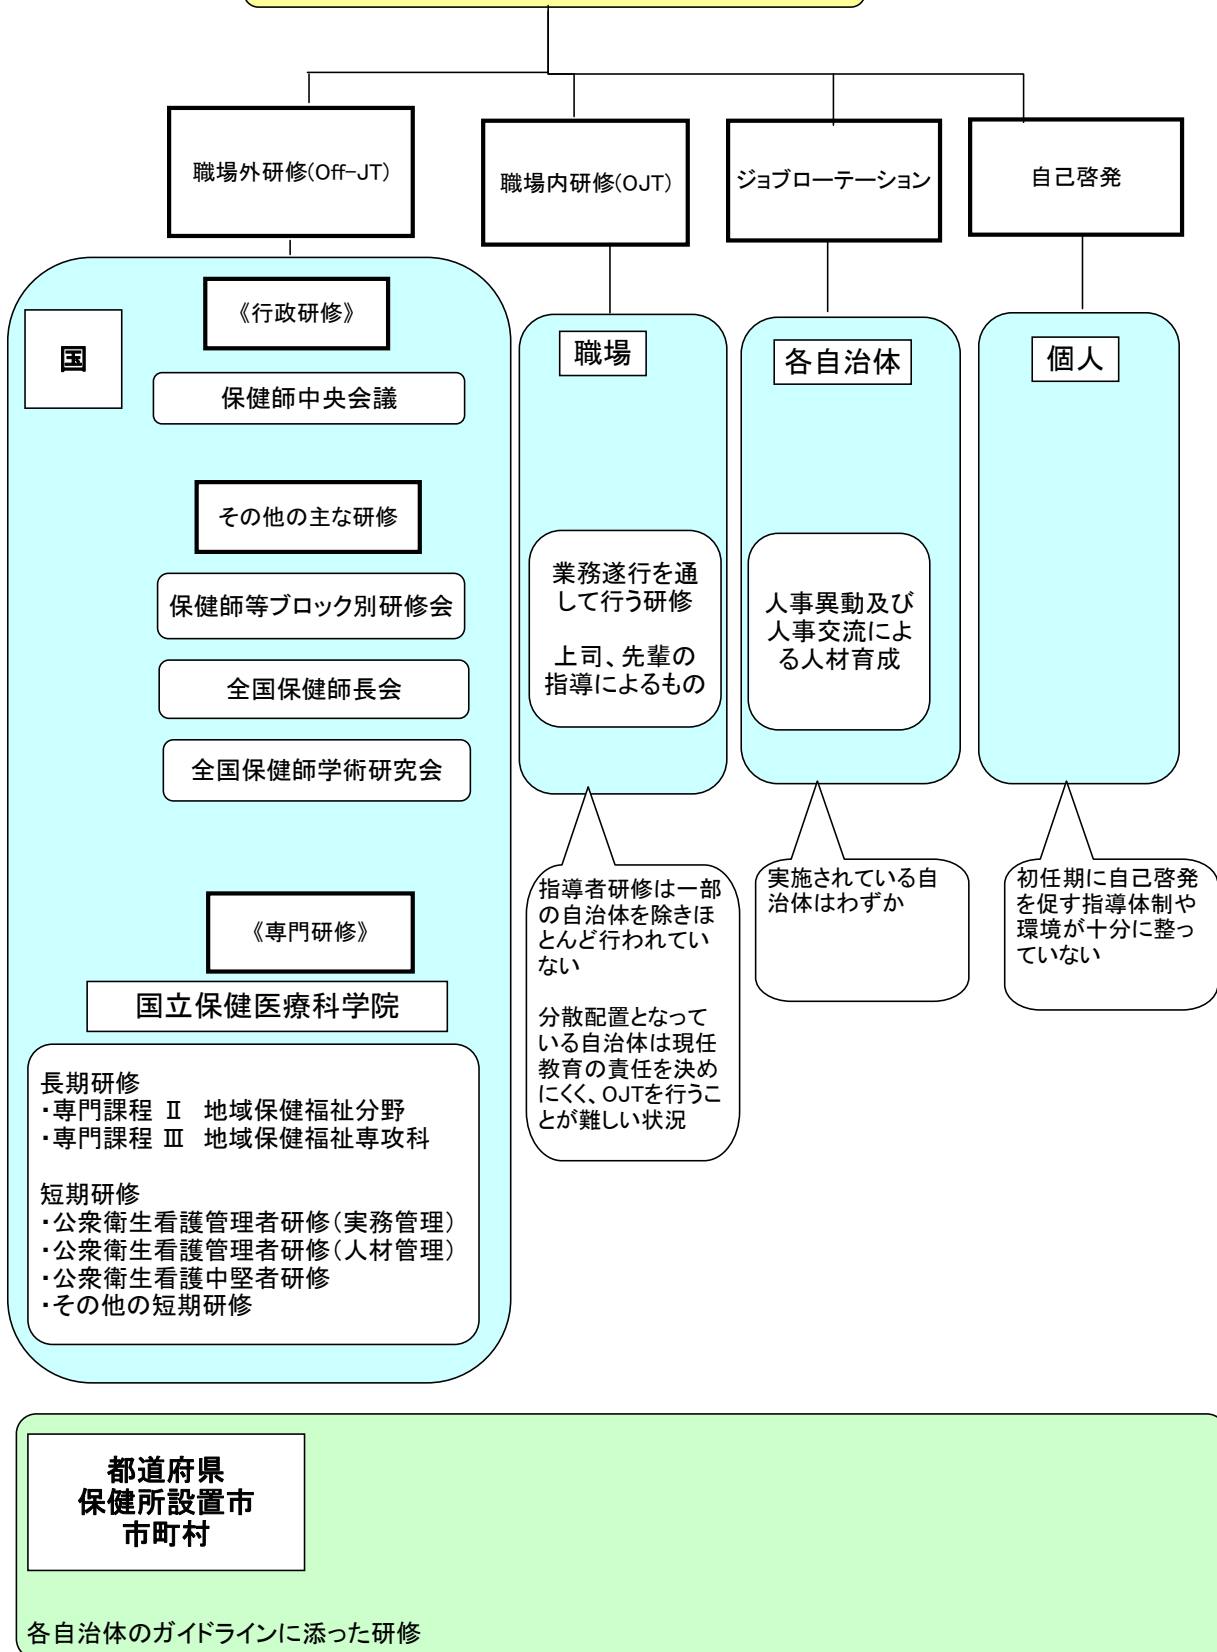 職場外研修(Off-JT)
職場内研修(OJT)
ジョブローテーション
自己啓発
国
《行政研修》
保健師中央会議
その他の主な研修
保健師等ブロック別研修会
全国保健師長会
全国保健師学術研究会
《専門研修》
国立保健医療科学院
長期研修
・専門課程 Ⅱ 地域保健福祉分野
・専門課程 Ⅲ 地域保健福祉専攻科
短期研修
・公衆衛生看護管理者研修(実務管理)
・公衆衛生看護管理者研修(人材管理)
・公衆衛生看護中堅者研修
・その他の短期研修
職場
業務遂行を通
して行う研修
上司、先輩の
指導によるもの
指導者研修は一部
の自治体を除きほ
とんど行われてい
ない
分散配置となって
いる自治体は現任
教育の責任を決め
にくく、OJTを行うこ
とが難しい状況
各自治体
人事異動及び
人事交流によ
る人材育成
実施されている自
治体はわずか
個人
初任期に自己啓発
を促す指導体制や
環境が十分に整っ
ていない
都道府県
保健所設置市
市町村
各自治体のガイドラインに添った研修